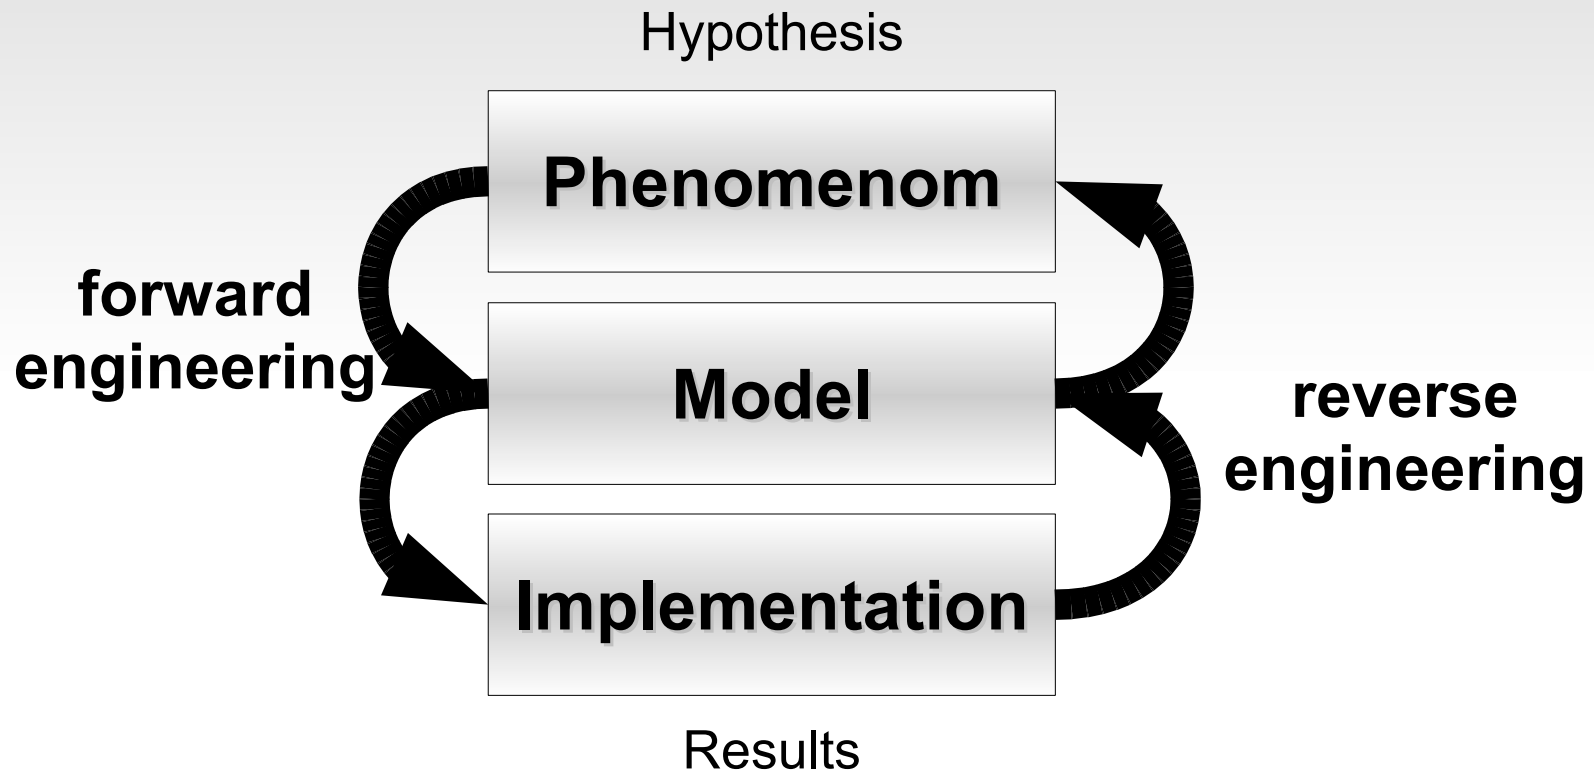 Hypothesis
Phenomenom
forward
engineering
Model
reverse
engineering
Implementation
Results